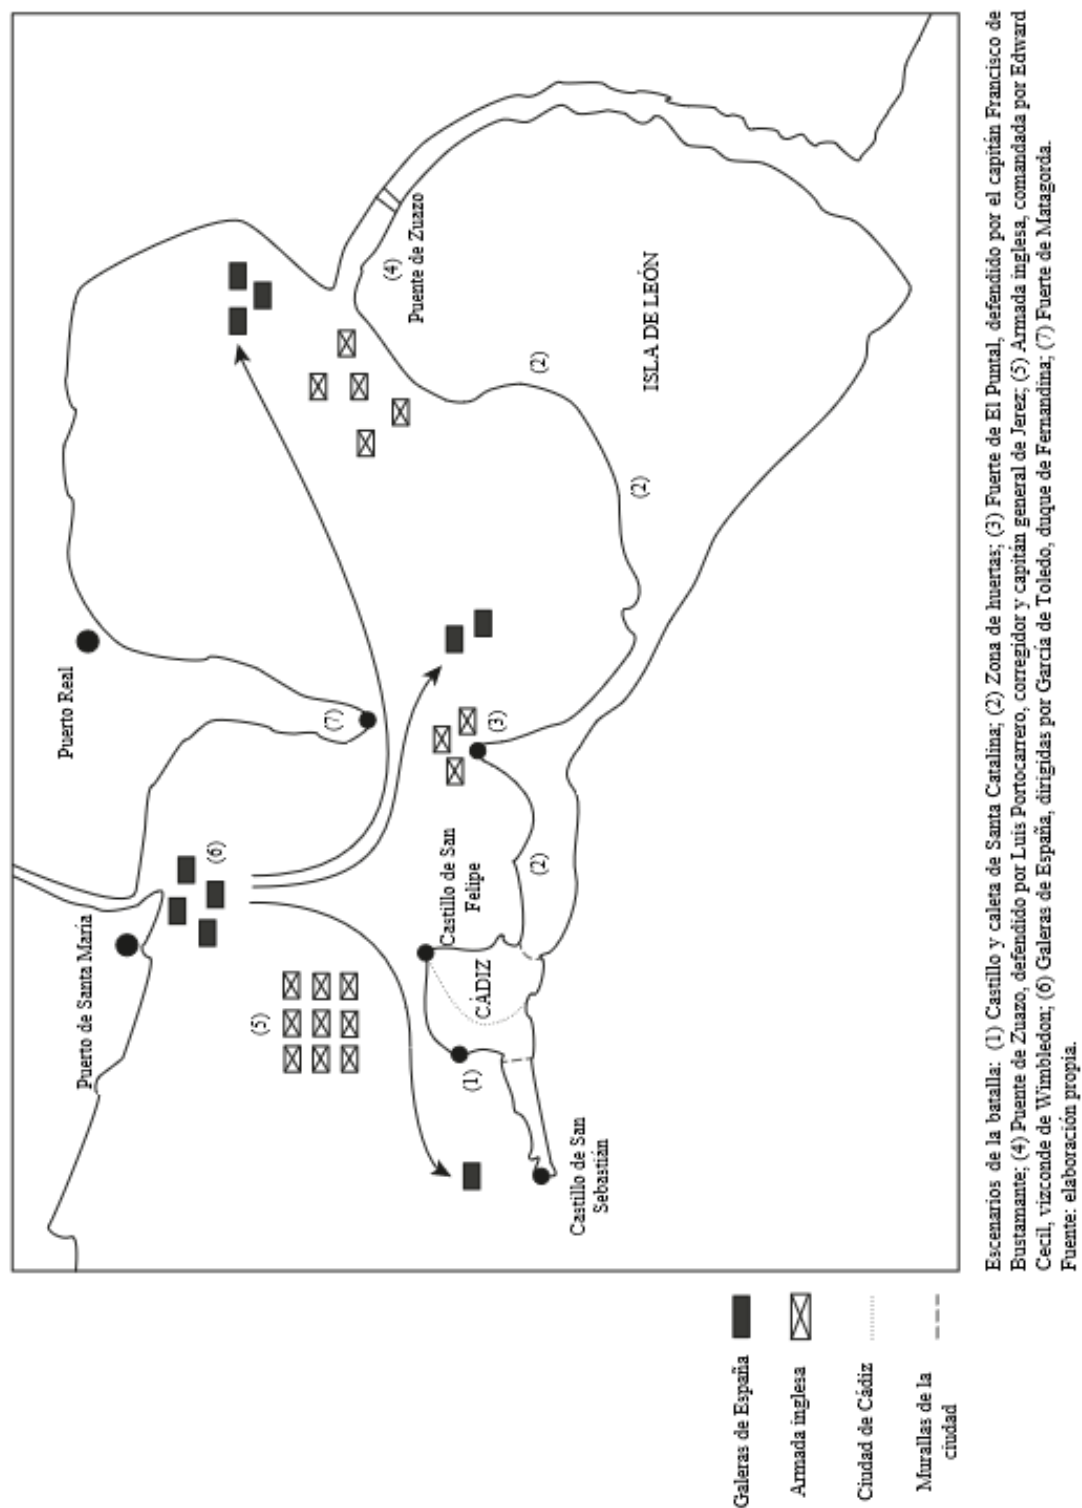 Puerto de Santa María
Puerto Real
(6)
(7)
(5)
(4)
Puente de Zuazo
(2)
ISLA DE LEÓN
(2)
(3)
Castillo de San
Felipe
(2)
CÁDIZ
(1)
Castillo de San
Sebastián
Galeras de España
Armada inglesa
Ciudad de Cádiz
Murallas de la
ciudad
Escenarios de la batalla: (1) Castillo y caleta de Santa Catalina; (2) Zona de huertas; (3) Fuerte de El Puntal, defendido por el capitán Francisco de
Bustamante; (4) Puente de Zuazo, defendido por Luis Portocarrero, corregidor y capitán general de Jerez; (5) Armada inglesa, comandada por Edward
Cecil, vizconde de Wimbledon; (6) Galeras de España, dirigidas por García de Toledo, duque de Fernandina; (7) Fuerte de Matagorda.
Fuente: elaboración propia.